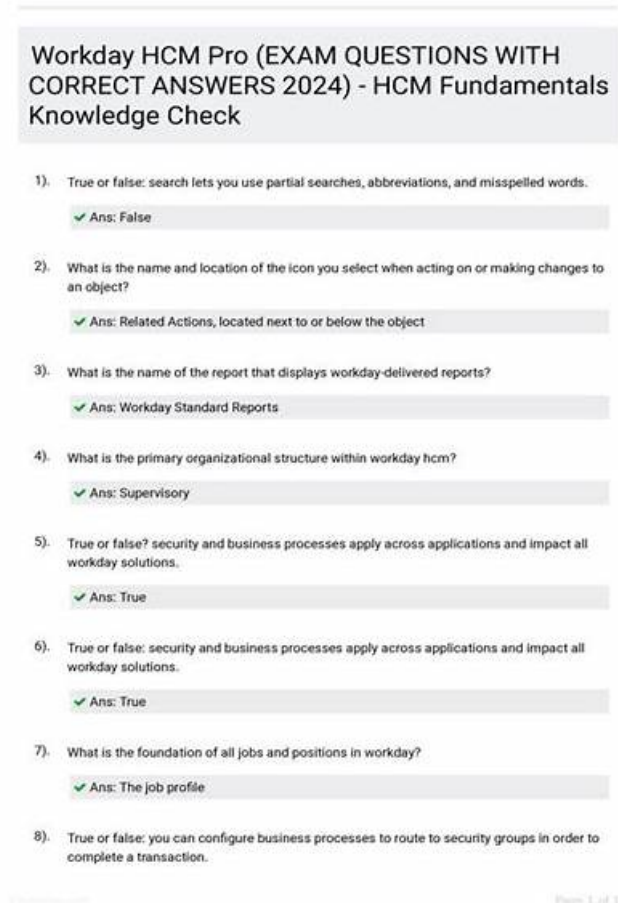 Workday HCM Pro (EXAM QUESTIONS WITH
CORRECT ANSWERS 2024) - HCM Fundamentals
Knowledge Check
1). True or false: search lets you use partial searches, abbreviations, and misspelled words.
✔ Ans: False
2). What is the name and location of the icon you select when acting on or making changes to
an object?
✔ Ans: Related Actions, located next to or below the object
3). What is the name of the report that displays workday-delivered reports?
✔ Ans: Workday Standard Reports
4). What is the primary organizational structure within workday hcm?
✔ Ans: Supervisory
5). True or false? security and business processes apply across applications and impact all
workday solutions.
✔ Ans: True
6). True or false: security and business processes apply across applications and impact all
workday solutions.
✔ Ans: True
7). What is the foundation of all jobs and positions in workday?
✔ Ans: The job profile
8). True or false: you can configure business processes to route to security groups in order to
complete a transaction.